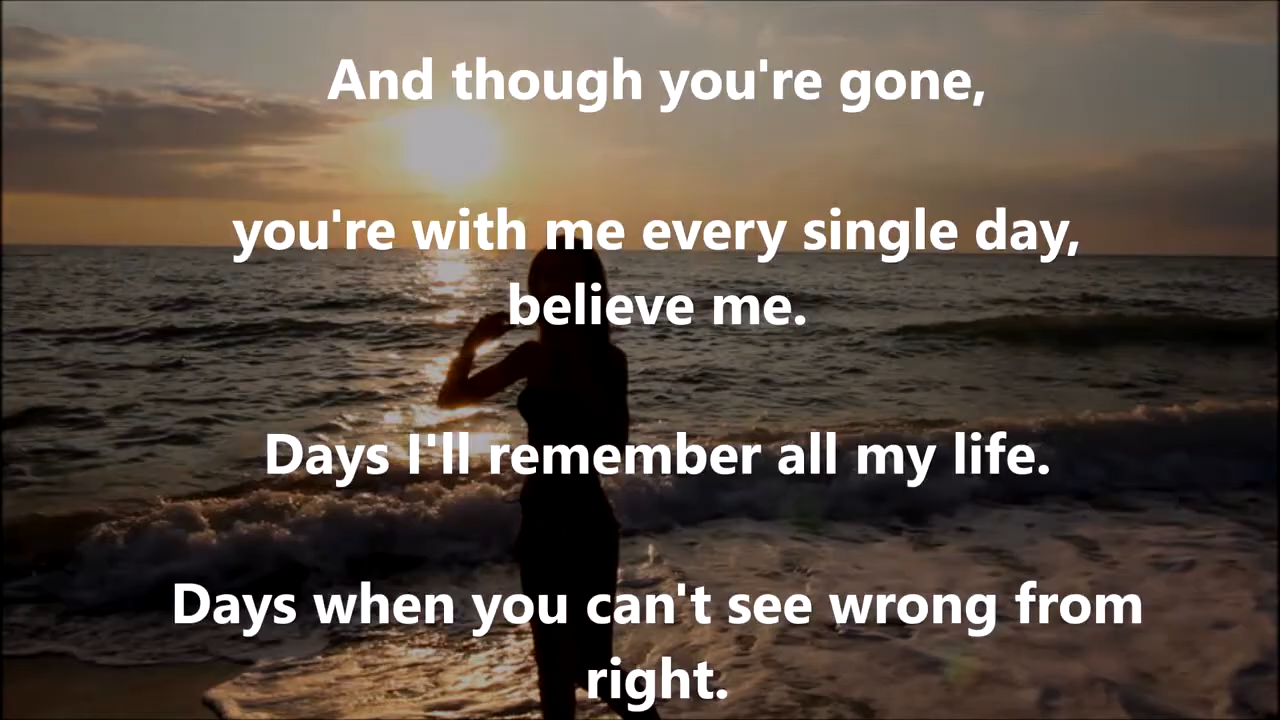 And though you're gone,
you're with me every single day,
believe me.
Days I'll remember all my life.
Days when you can't see wrong from
right.